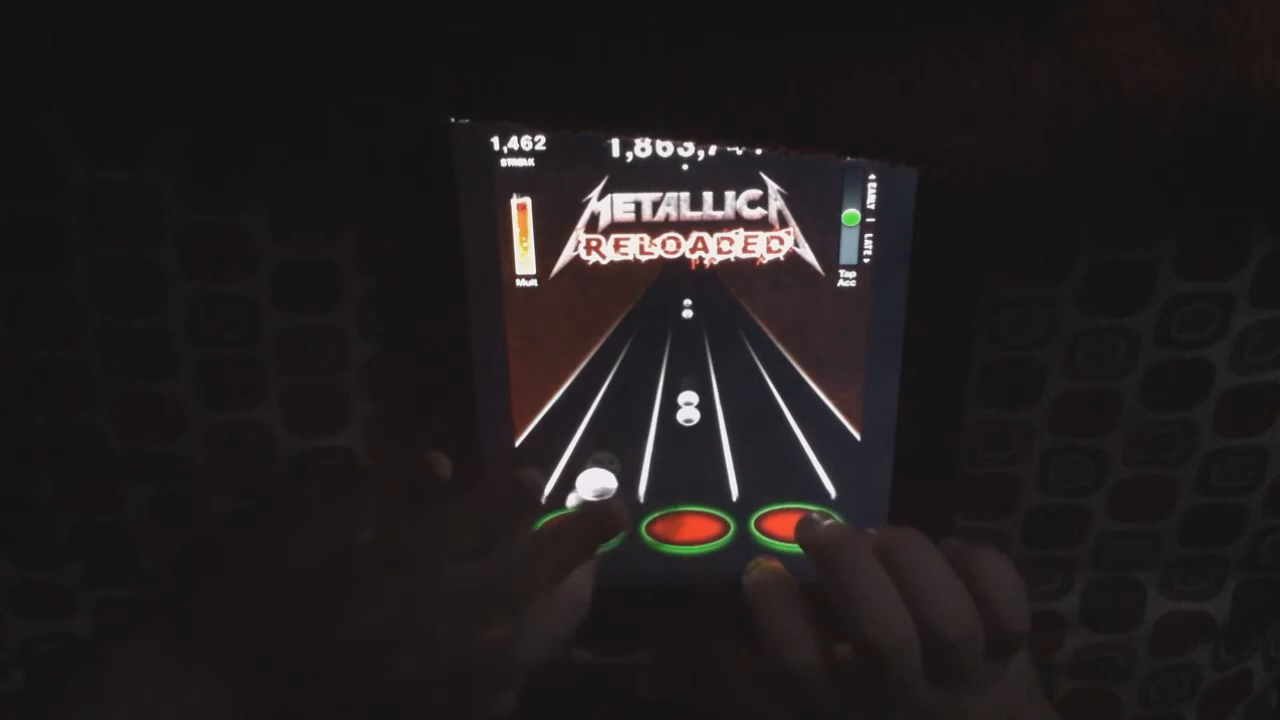 1,462
STREAK
METALLICA
RELOADED
Mult
EARLY
LATE
Tap
Acc